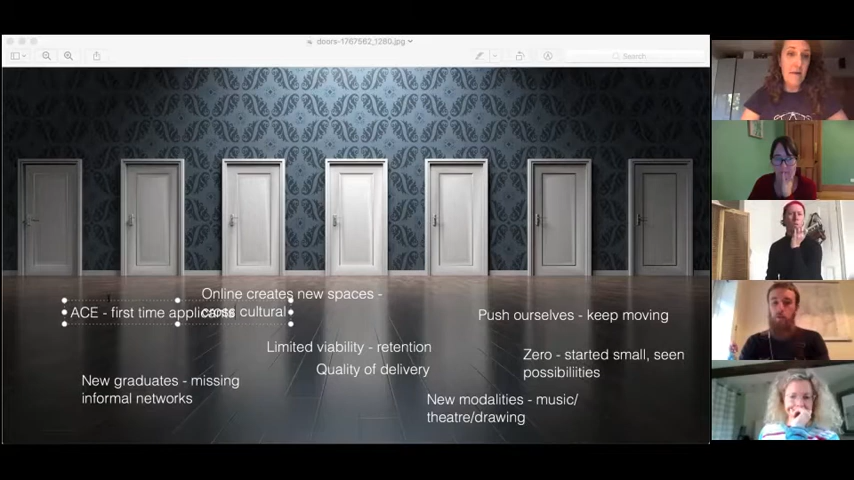 doors-1767562_1280.jpg
Search
Online creates new spaces -
cross cultural
ACE - first time applicants
Push ourselves - keep moving
Limited viability - retention
Zero - started small, seen
possibiliities
Quality of delivery
New graduates - missing
informal networks
New modalities - music/
theatre/drawing